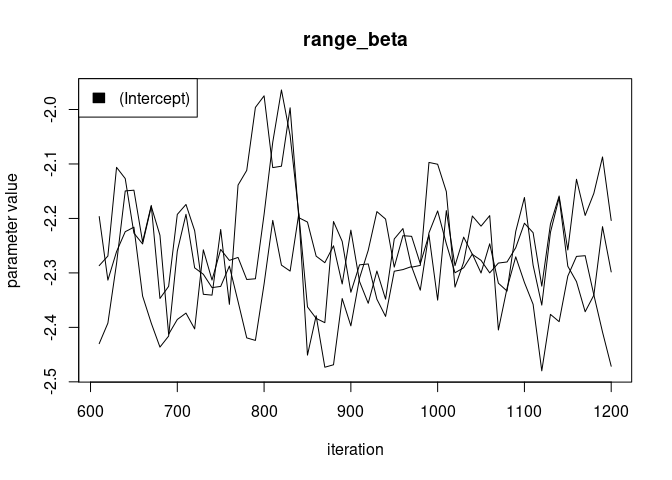 range_beta
(Intercept)
parameter value
-2.0
-2.1
-2.2
-2.3
-2.4
-2.5
600 700 800 900 1000 1100 1200
iteration